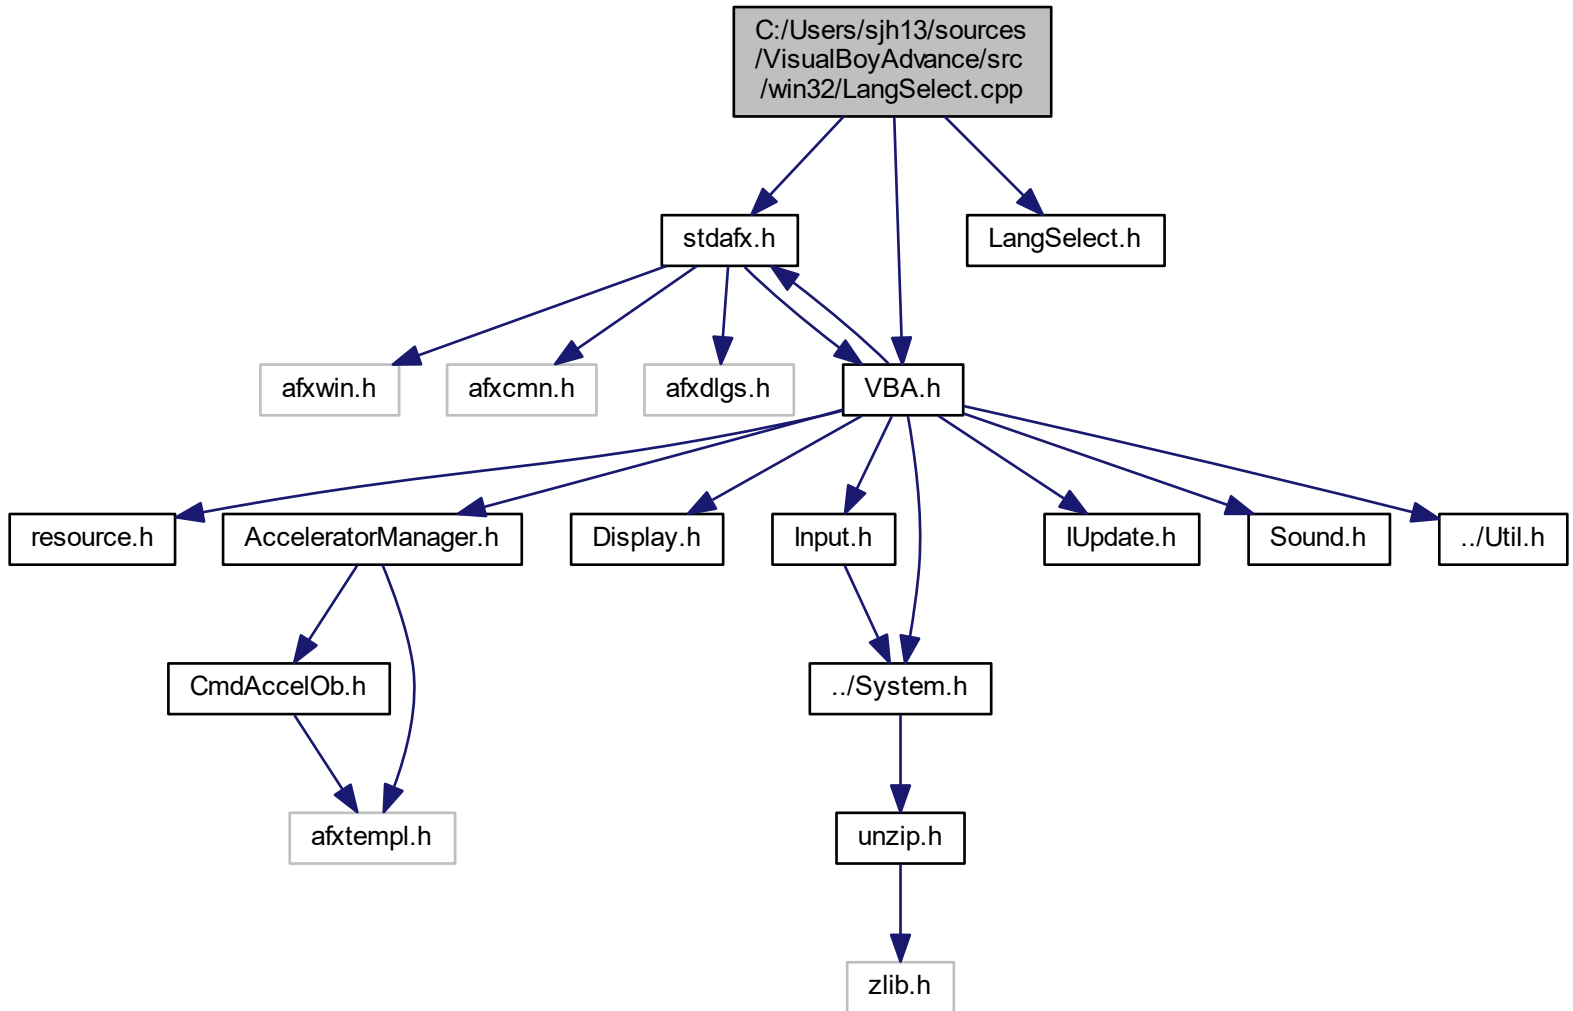 C:/Users/sjh13/sources
/VisualBoyAdvance/src
/win32/LangSelect.cpp
stdafx.h
LangSelect.h
afxwin.h
afxcmn.h
afxdlgs.h
VBA.h
resource.h
AcceleratorManager.h
Display.h
Input.h
IUpdate.h
Sound.h
../Util.h
CmdAccelOb.h
../System.h
afxtempl.h
unzip.h
zlib.h